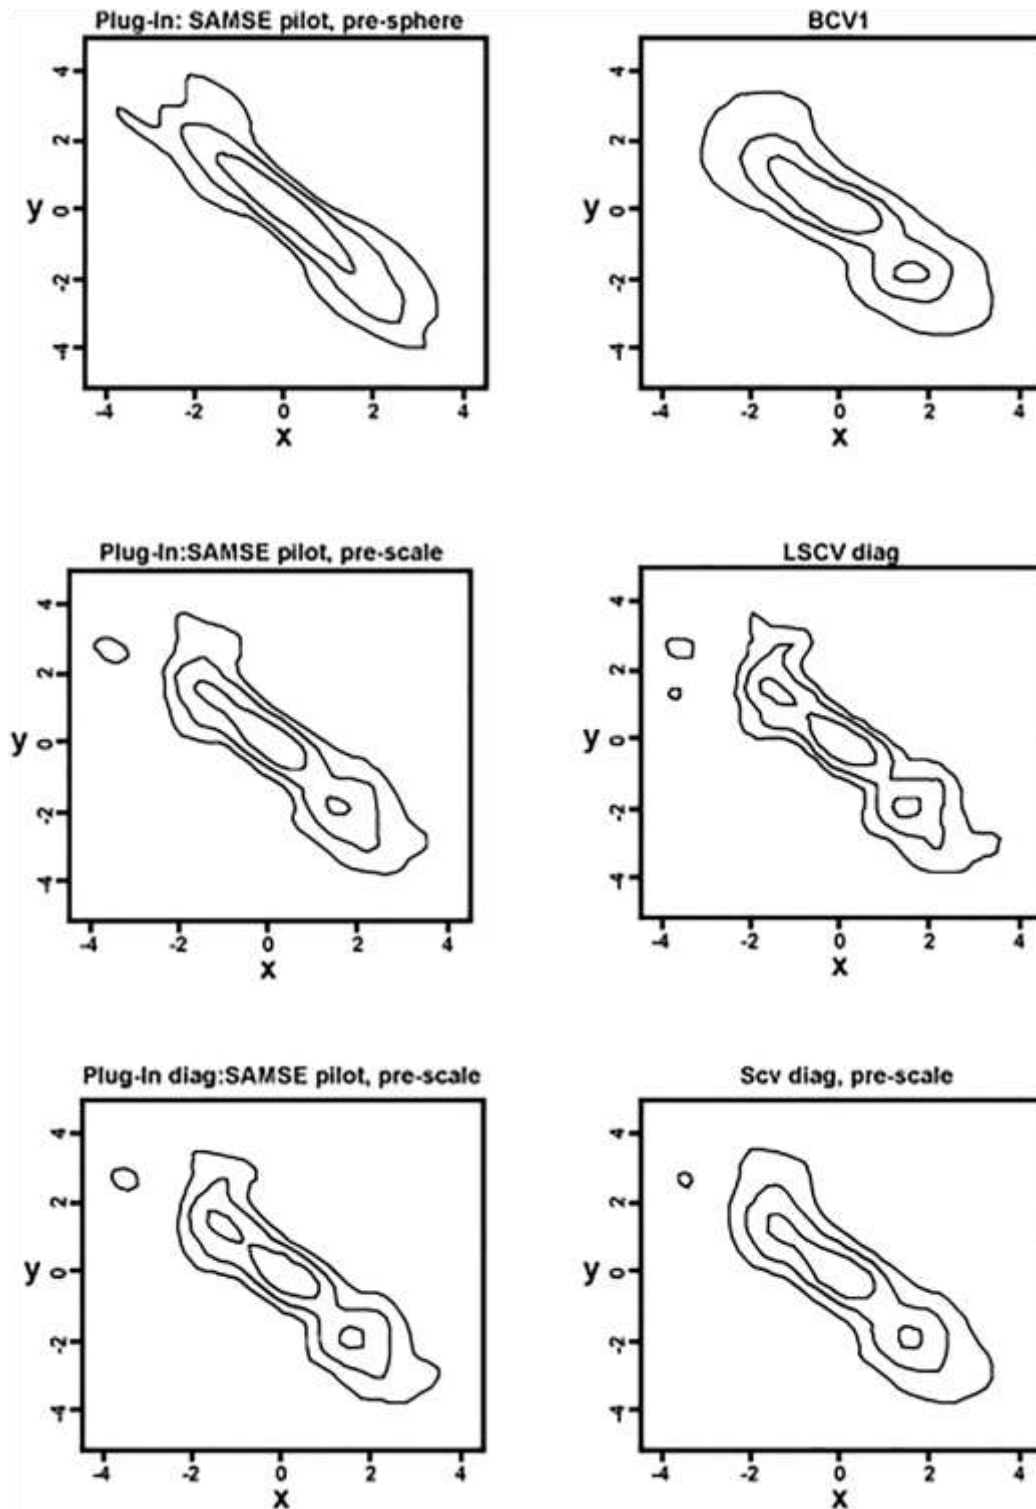 Plug-In: SAMSE pilot, pre-sphere
BCV1
4
2
0
-2
-4
y
-4 -2 0 2 4
x
4
2
0
-2
-4
y
-4 -2 0 2 4
x
Plug-In:SAMSE pilot, pre-scale
LSCV diag
4
2
0
-2
-4
y
-4 -2 0 2 4
x
4
2
0
-2
-4
y
-4 -2 0 2 4
x
Plug-In diag:SAMSE pilot, pre-scale
Scv diag, pre-scale
4
2
0
-2
-4
y
-4 -2 0 2 4
x
4
2
0
-2
-4
y
-4 -2 0 2 4
x